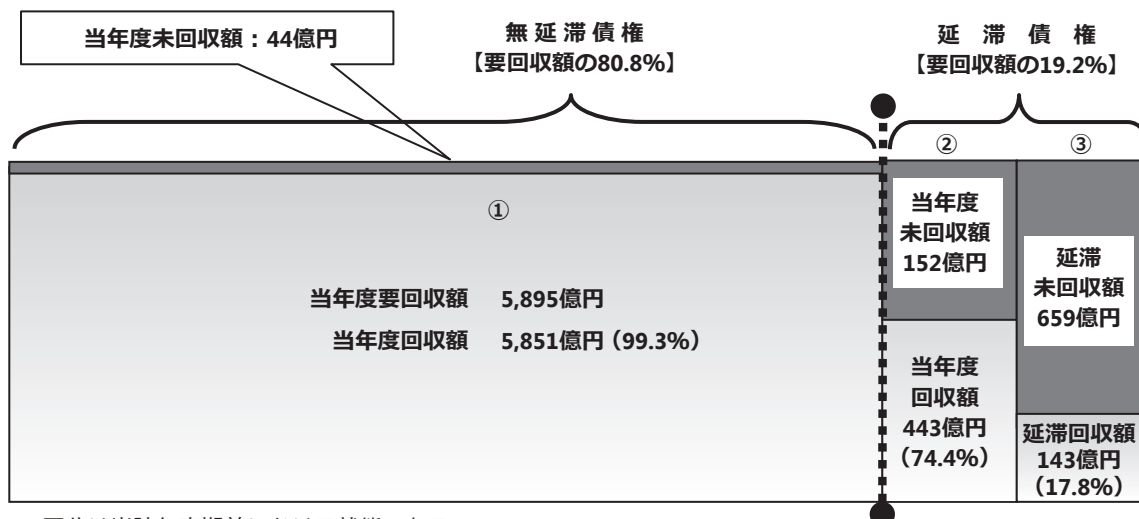 当年度未回収額：44億円
無延滞債権
【要回収額の80.8%】
延滞債権
【要回収額の19.2%】
①
当年度要回収額 5,895億円
当年度回収額 5,851億円（99.3%）
②
当年度
未回収額
152億円
当年度
回収額
443億円
（74.4%）
③
延滞
未回収額
659億円
延滞回収額
143億円
（17.8%）